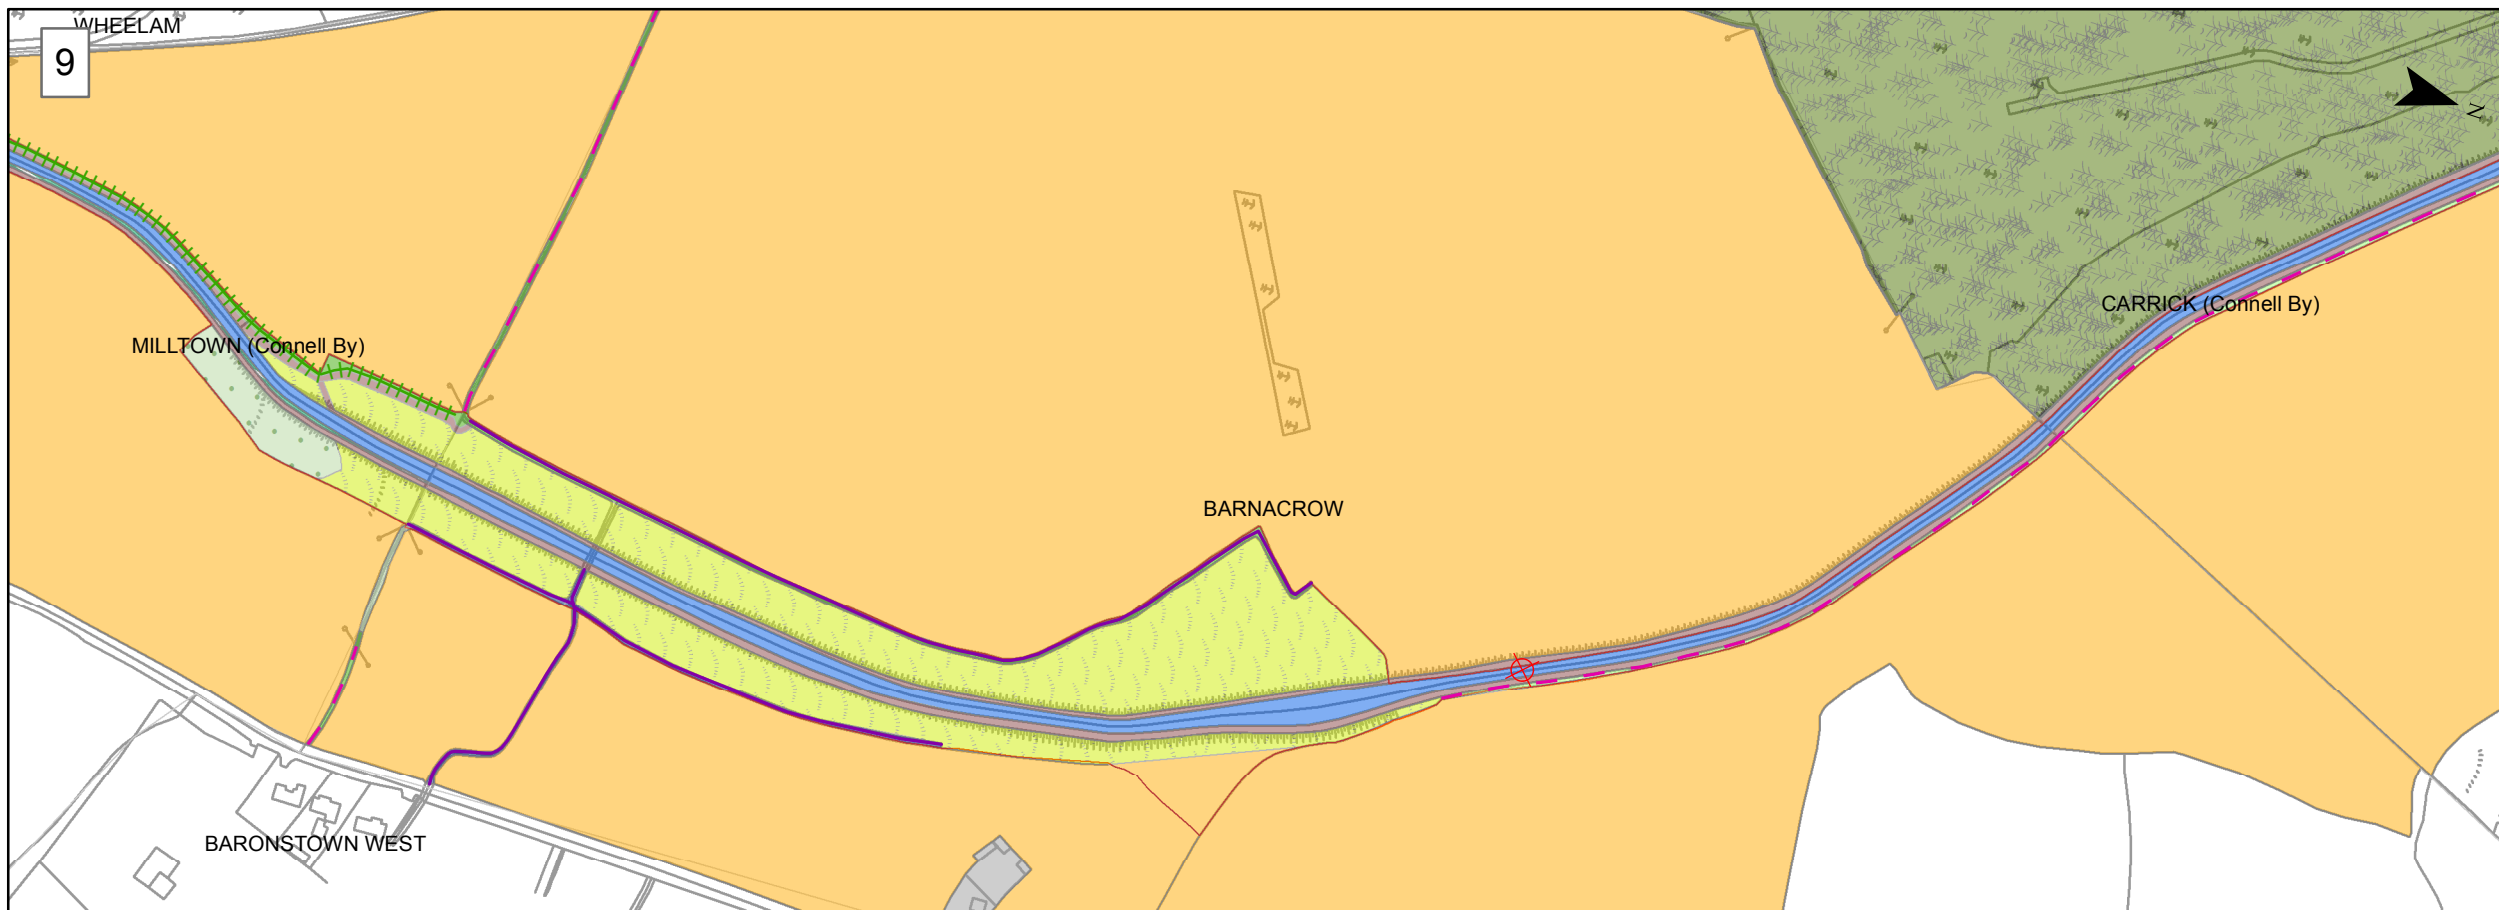 WHEELAM
9
N
CARRICK (Connell By)
MILLTOWN (Connell By)
BARNACROW
BARONSTOWN WEST